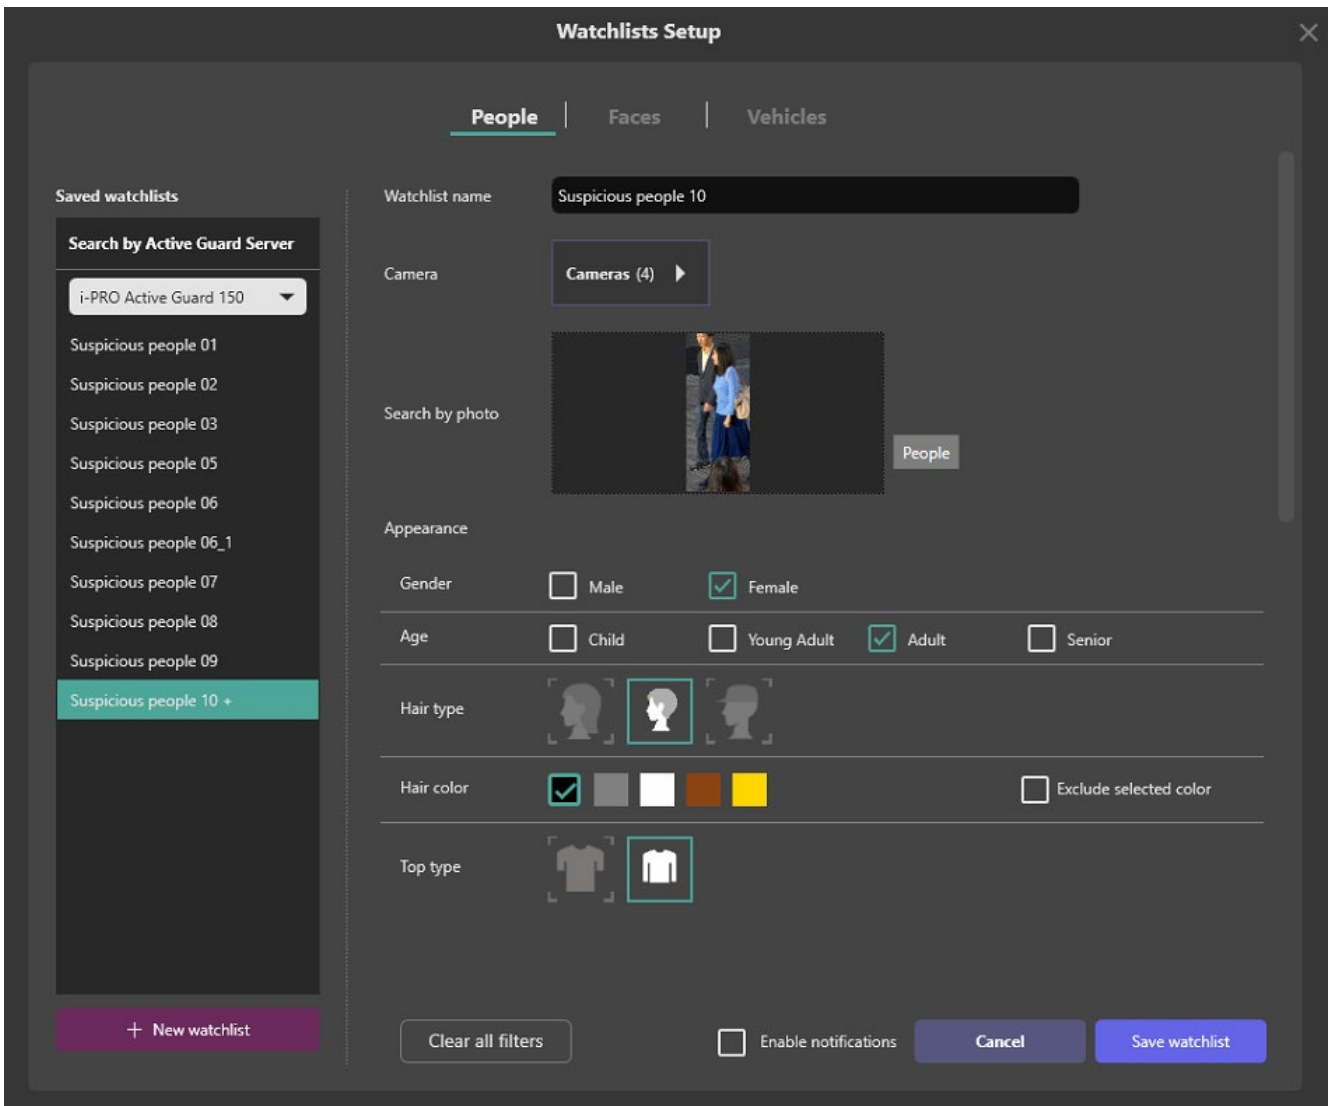 Watchlists Setup
People
Faces
Vehicles
Saved watchlists
Search by Active Guard Server
i-PRO Active Guard 150
Suspicious people 01
Suspicious people 02
Suspicious people 03
Suspicious people 05
Suspicious people 06
Suspicious people 06_1
Suspicious people 07
Suspicious people 08
Suspicious people 09
Suspicious people 10 +
+ New watchlist
Watchlist name
Suspicious people 10
Camera
Cameras (4)
Search by photo
People
Appearance
Gender
Male
Female
Age
Child
Young Adult
Adult
Senior
Hair type
Hair color
Exclude selected color
Top type
Clear all filters
Enable notifications
Cancel
Save watchlist